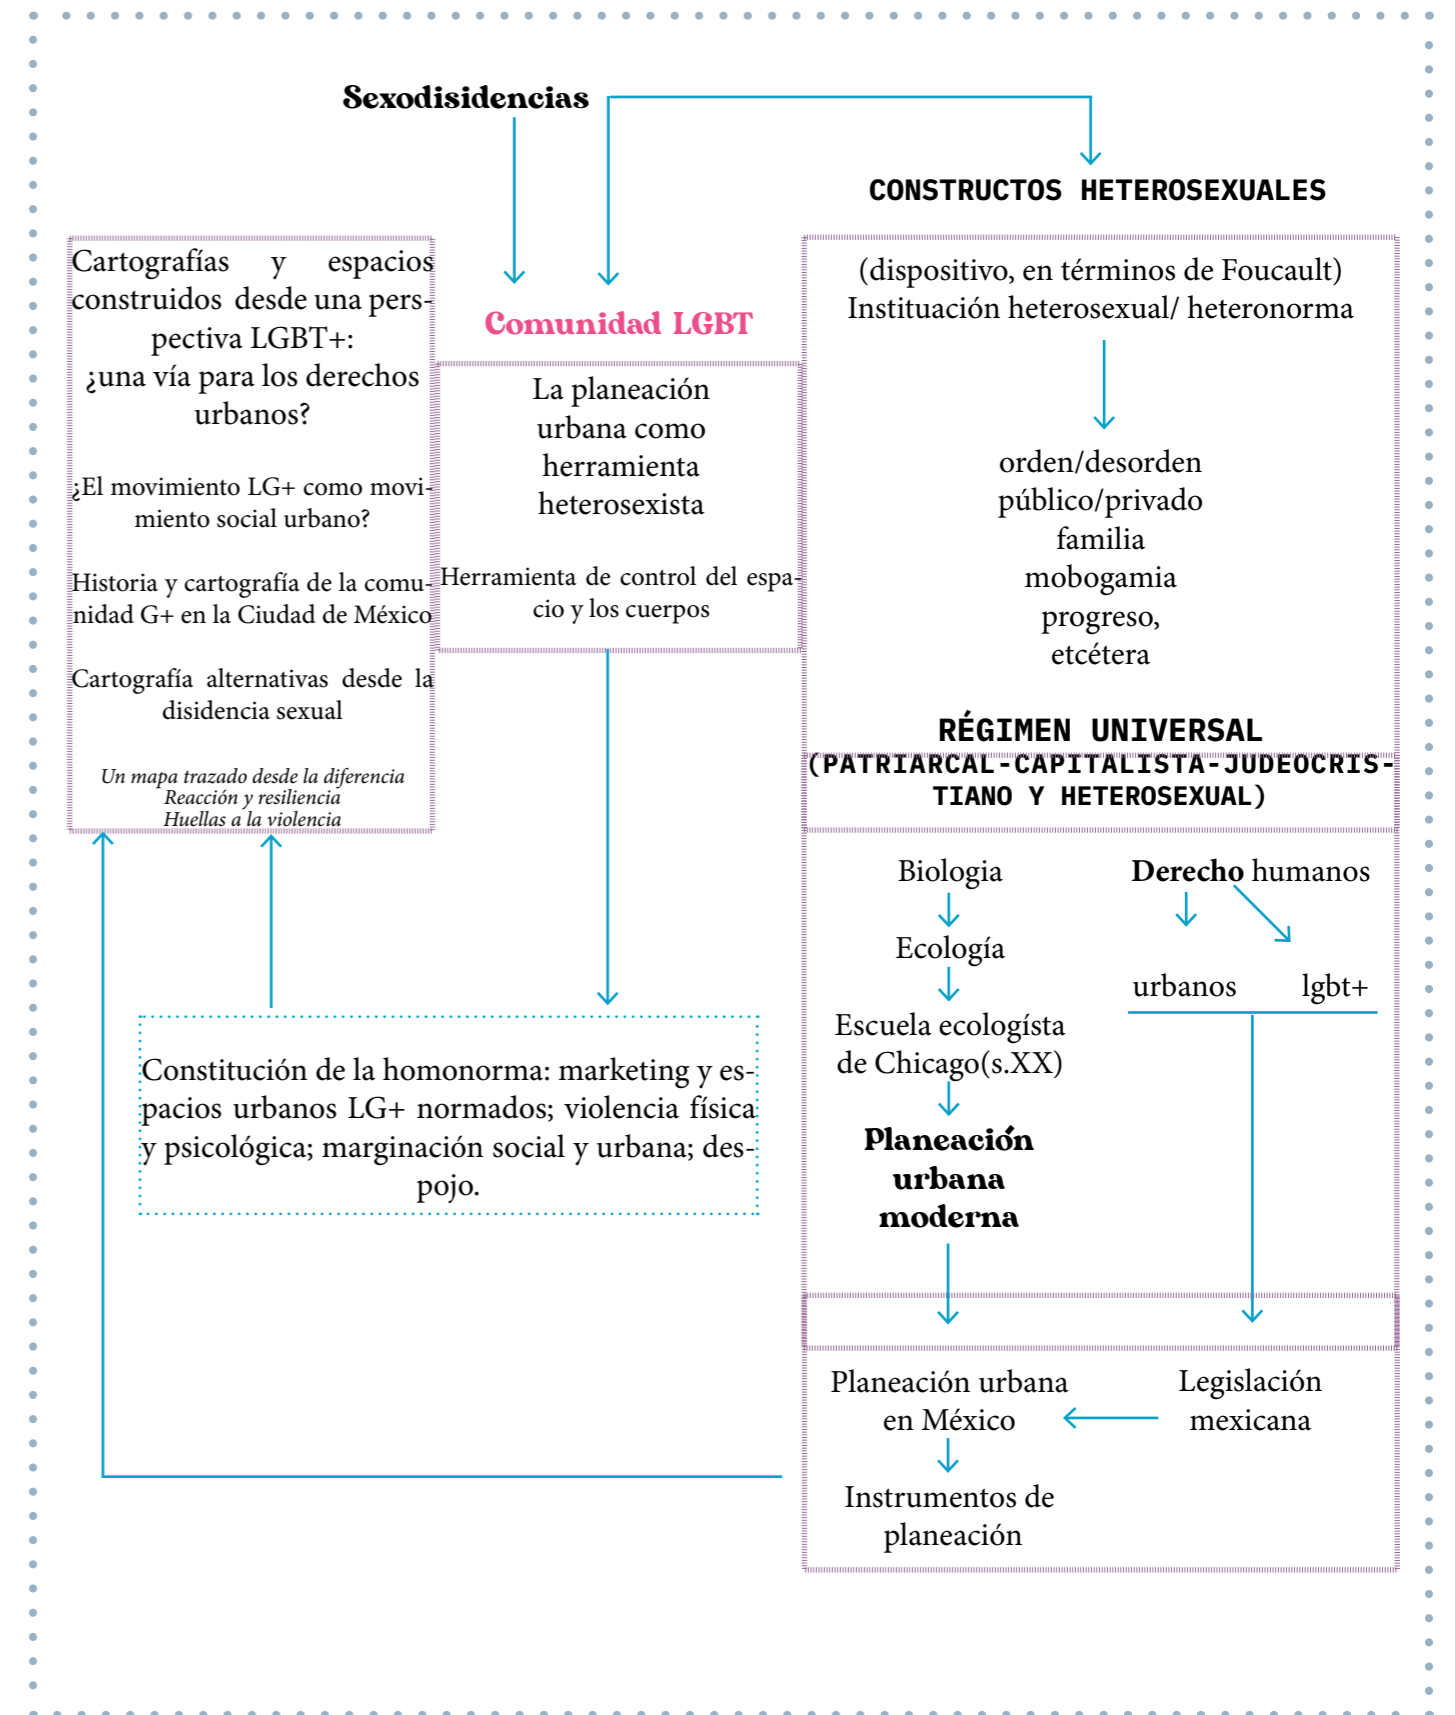 Sexodisidencias
CONSTRUCTOS HETEROSEXUALES
Cartografías y espacios
construidos desde una pers-
pectiva LGBT+:
¿una vía para los derechos
urbanos?
¿El movimiento LG+ como movi-
miento social urbano?
Historia y cartografía de la comu-
nidad G+ en la Ciudad de México
Cartografía alternativas desde la
disidencia sexual
Un mapa trazado desde la diferencia
Reacción y resiliencia
Huellas a la violencia
Comunidad LGBT
La planeación
urbana como
herramienta
heterosexista
Herramienta de control del espa-
cio y los cuerpos
(dispositivo, en términos de Foucault)
Instituación heterosexual/ heteronorma
orden/desorden
público/privado
familia
mobogamia
progreso,
etcétera
RÉGIMEN UNIVERSAL
(PATRIARCAL-CAPITALISTA-JUDEOCRIS-
TIANO Y HETEROSEXUAL)
Biologia
Ecología
Escuela ecologísta
de Chicago(s.XX)
Planeación
urbana
moderna
Derecho humanos
urbanos lgbt+
Constitución de la homonorma: marketing y es-
pacios urbanos LG+ normados; violencia física
y psicológica; marginación social y urbana; des-
pojo.
Planeación urbana
en México
Legislación
mexicana
Instrumentos de
planeación